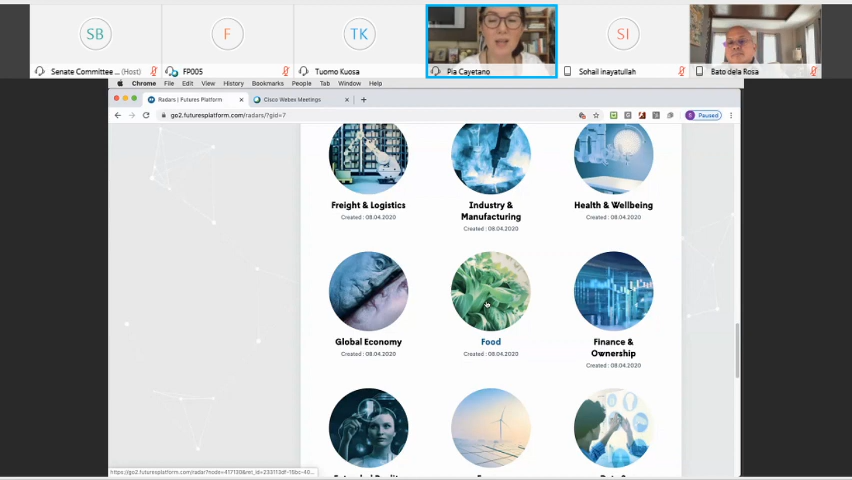 SB
F
TK
SI
Senate Committee ... (Host)
FP005
Tuomo Kuosa
Pia Cayetano
Sohail inayatullah
Bato dela Rosa
Chrome File Edit View History Bookmarks People Tab Window Help
Radars | Futures Platform
Cisco Webex Meetings
go2.futuresplatform.com/radars/?gid=7
S Paused
Freight & Logistics
Created : 08.04.2020
Industry &
Manufacturing
Created : 08.04.2020
Health & Wellbeing
Created : 08.04.2020
Global Economy
Created : 08.04.2020
Food
Created : 08.04.2020
Finance &
Ownership
Created : 08.04.2020